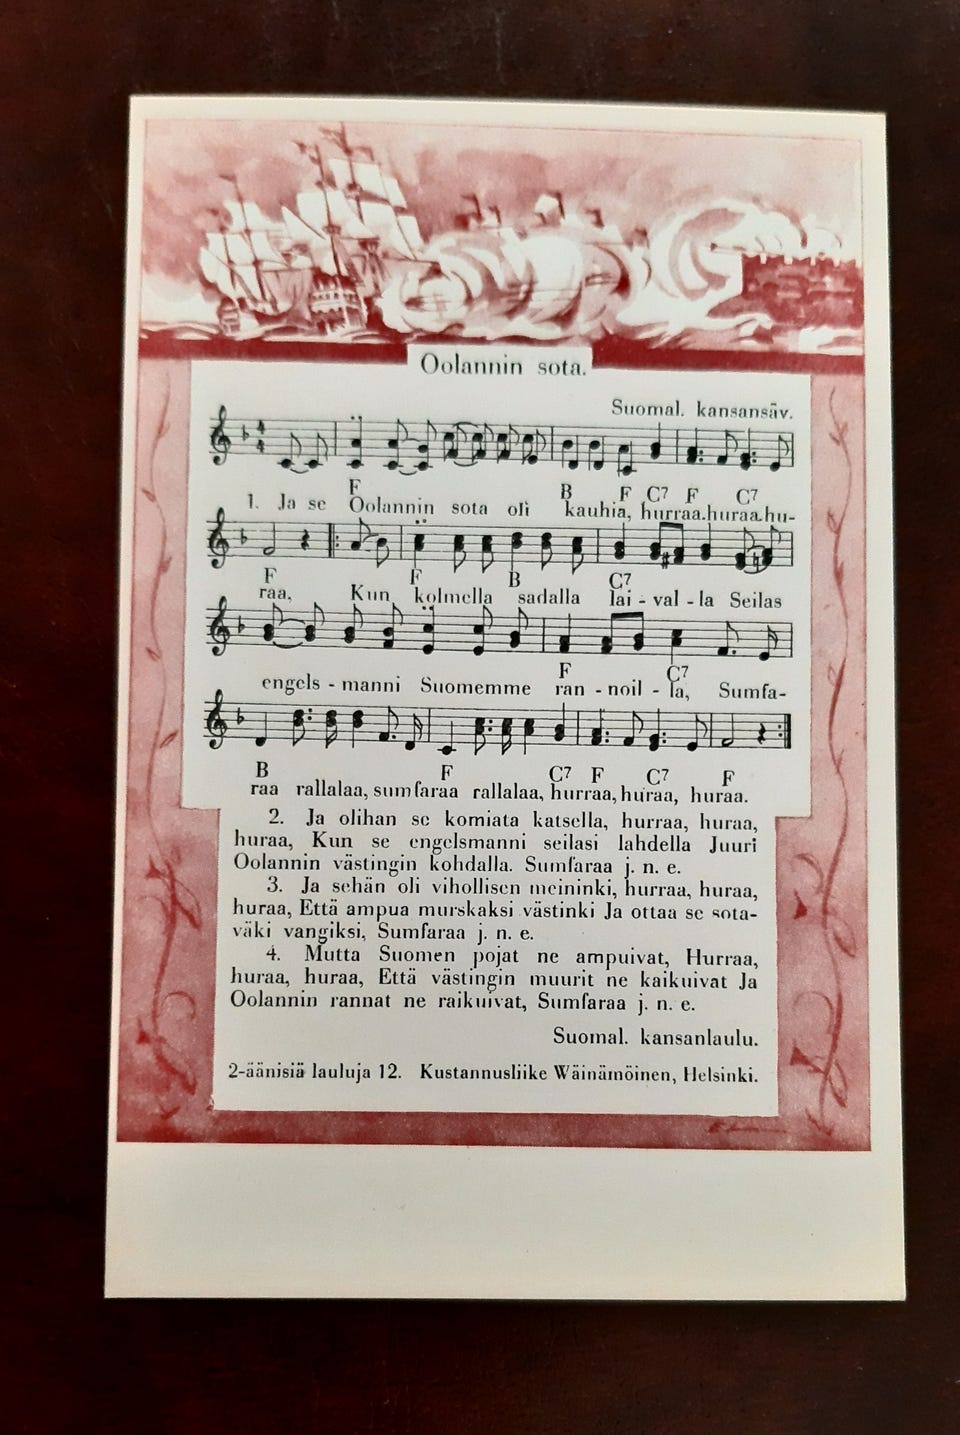 Oolannin sota.
Suomal. kansansäv.
F B F C7 F C7
1. Ja se Oolannin sota oli kauhia, hurraa.huraa.hu-
F F B C7
raa, Kun kolmella sadalla lai - val - la Seilas
F C7
engels - manni Suomemme ran - noil - la, Sumfa-
B F C7 F C7 F
raa rallalaa, sumfaraa rallalaa, hurraa, huraa, huraa.
2. Ja olihan se komiata katsella, hurraa, huraa,
huraa, Kun se engelsmanni seilasi lahdella Juuri
Oolannin västingin kohdalla. Sumfaraa j. n. e.
3. Ja sehän oli vihollisen meininki, hurraa, huraa,
huraa, Että ampua murskaksi västinki Ja ottaa se sota-
väki vangiksi, Sumfaraa j. n. e.
4. Mutta Suomen pojat ne ampuivat, Hurraa,
huraa, huraa, Että västingin muurit ne kaikuivat Ja
Oolannin rannat ne raikuivat, Sumfaraa j. n. e.
Suomal. kansanlaulu.
2-äänisiä lauluja 12. Kustannusliike Wäinämöinen, Helsinki.